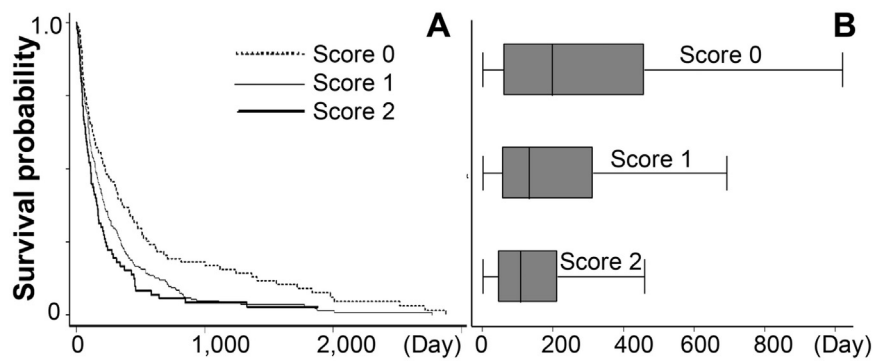 1.0
A
Score 0
Score 1
Score 2
Survival probability
0
0 1,000 2,000 (Day)
B
Score 0
Score 1
Score 2
0 200 400 600 800 (Day)